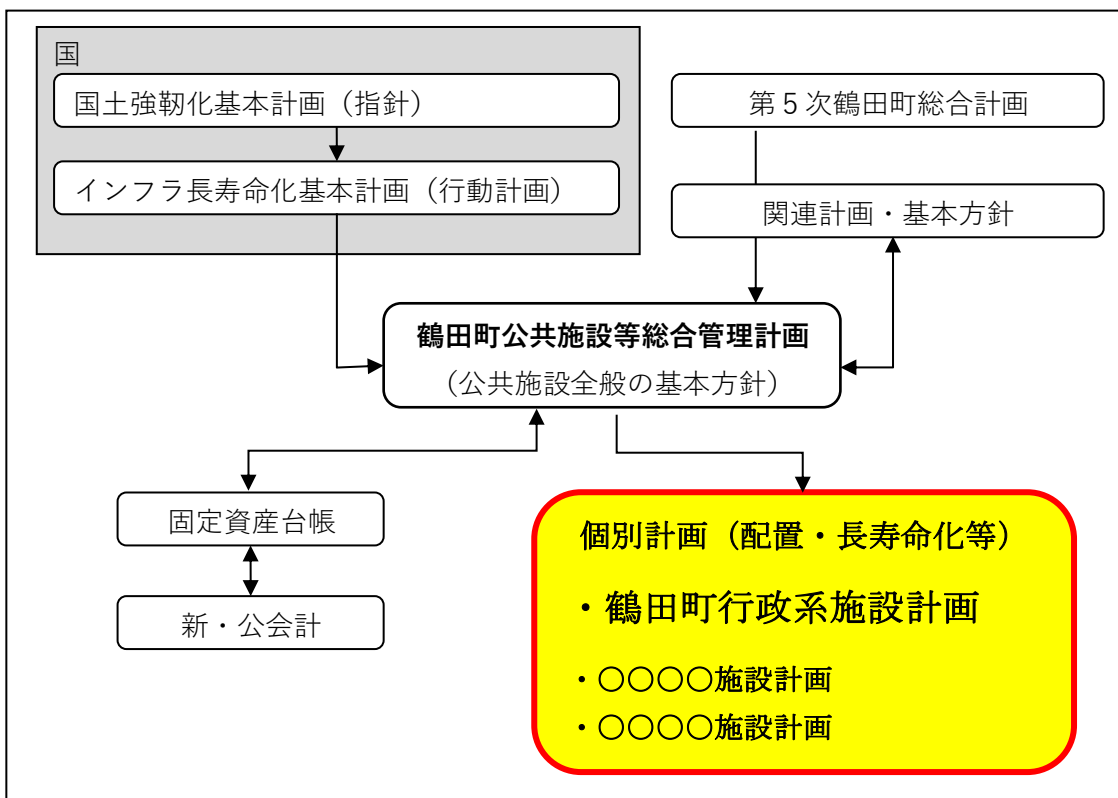 国
国土強靭化基本計画（指針）
インフラ長寿命化基本計画（行動計画）
第5次鶴田町総合計画
関連計画・基本方針
鶴田町公共施設等総合管理計画
（公共施設全般の基本方針）
固定資産台帳
新・公会計
個別計画（配置・長寿命化等）
・鶴田町行政系施設計画
・〇〇〇〇施設計画
・〇〇〇〇施設計画